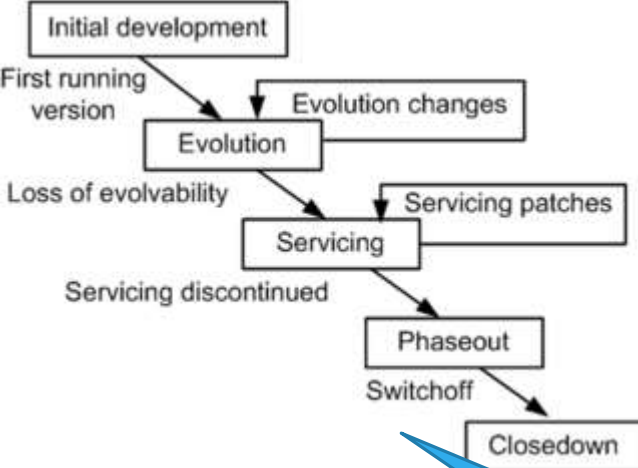 Initial development
First running
version
Evolution changes
Evolution
Loss of evolvability
Servicing patches
Servicing
Servicing discontinued
Phaseout
Switchoff
Closedown